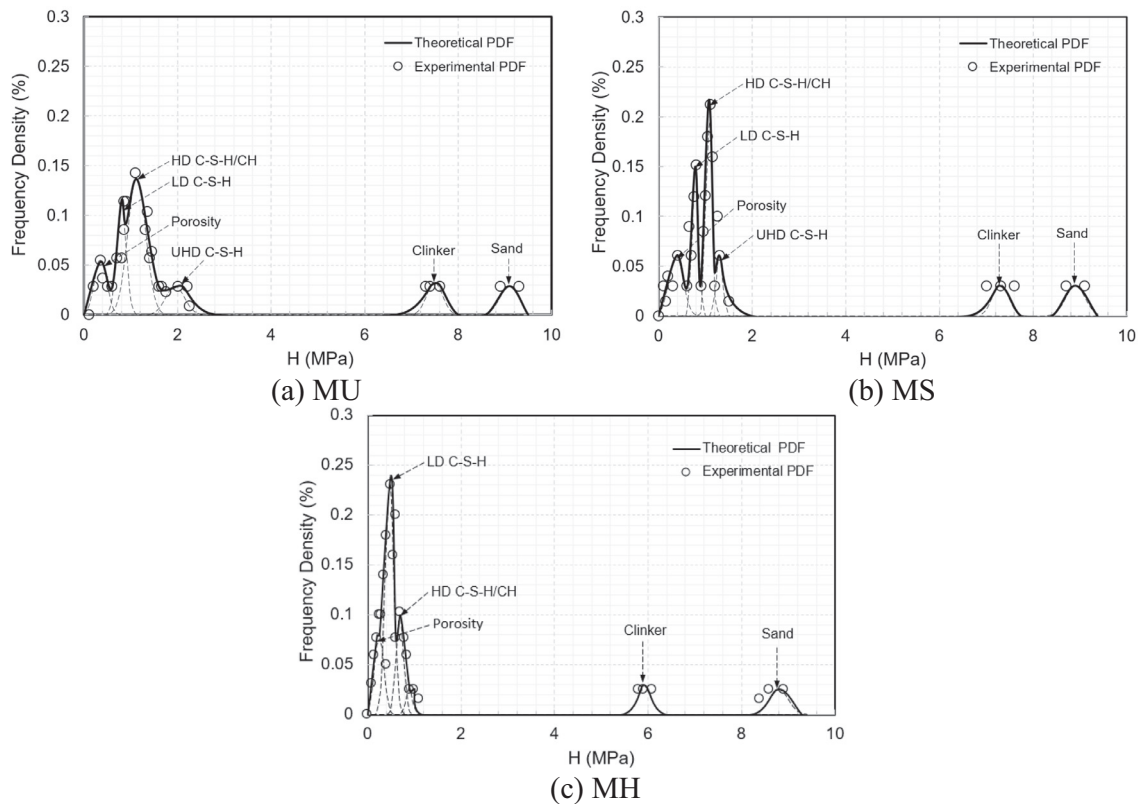 0.3
0.25
0.2
0.15
0.1
0.05
0
Frequency Density (%)
Theoretical PDF
Experimental PDF
HD C-S-H/CH
LD C-S-H
Porosity
UHD C-S-H
Clinker
Sand
0 2 4 6 8 10
H (MPa)
(a) MU
0.3
0.25
0.2
0.15
0.1
0.05
0
Frequency Density (%)
Theoretical PDF
Experimental PDF
HD C-S-H/CH
LD C-S-H
Porosity
UHD C-S-H
Clinker
Sand
0 2 4 6 8 10
H (MPa)
(b) MS
0.3
0.25
0.2
0.15
0.1
0.05
0
Frequency Density (%)
Theoretical PDF
Experimental PDF
LD C-S-H
HD C-S-H/CH
Porosity
Clinker
Sand
0 2 4 6 8 10
H (MPa)
(c) MH